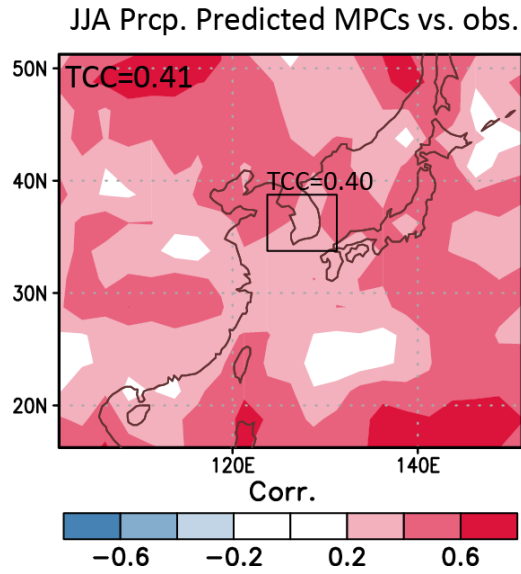 JJA Prcp. Predicted MPCs vs. obs.
50N
TCC=0.41
40N
TCC=0.40
30N
20N
120E 140E
Corr.
−0.6 −0.2 0.2 0.6